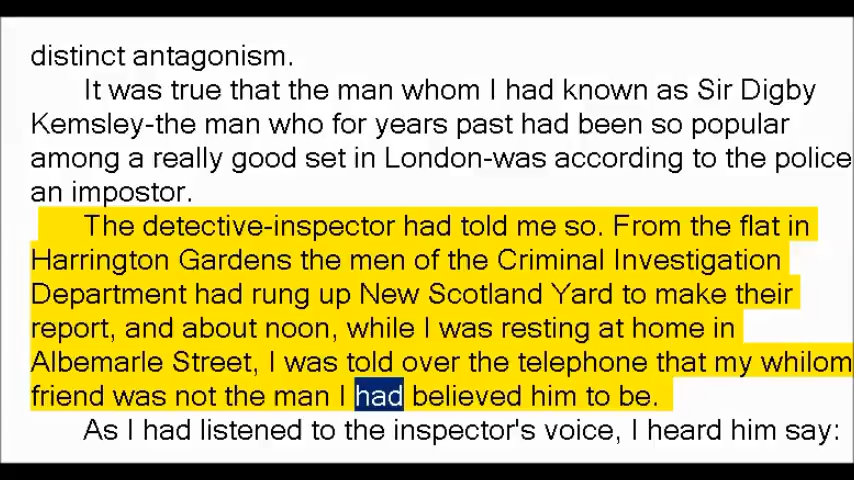 distinct antagonism.
It was true that the man whom I had known as Sir Digby
Kemsley-the man who for years past had been so popular
among a really good set in London-was according to the police
an impostor.
The detective-inspector had told me so. From the flat in
Harrington Gardens the men of the Criminal Investigation
Department had rung up New Scotland Yard to make their
report, and about noon, while I was resting at home in
Albemarle Street, I was told over the telephone that my whilom
friend was not the man I had believed him to be.
As I had listened to the inspector's voice, I heard him say: